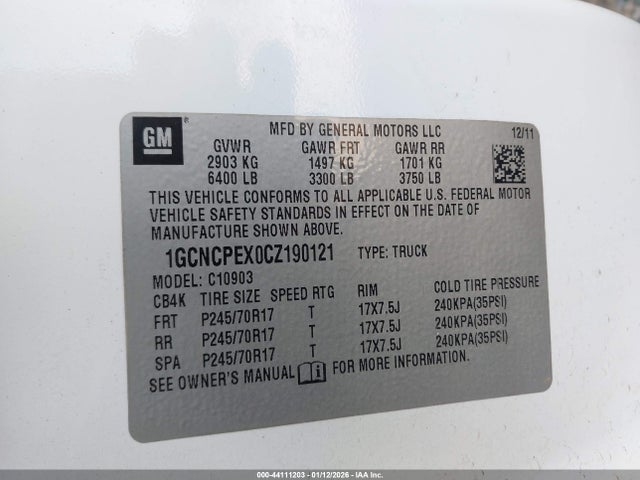 GM ®
MFD BY GENERAL MOTORS LLC 12/11
GVWR GAWR FRT GAWR RR
2903 KG 1497 KG 1701 KG
6400 LB 3300 LB 3750 LB
THIS VEHICLE CONFORMS TO ALL APPLICABLE U.S. FEDERAL MOTOR
VEHICLE SAFETY STANDARDS IN EFFECT ON THE DATE OF
MANUFACTURE SHOWN ABOVE.
1GCNCPEX0CZ190121 TYPE: TRUCK
MODEL: C10903
CB4K TIRE SIZE SPEED RTG RIM COLD TIRE PRESSURE
FRT P245/70R17 T 17X7.5J 240KPA(35PSI)
RR P245/70R17 T 17X7.5J 240KPA(35PSI)
SPA P245/70R17 T 17X7.5J 240KPA(35PSI)
SEE OWNER'S MANUAL i FOR MORE INFORMATION.
000-44111203 - 01/12/2026 - IAA, Inc.